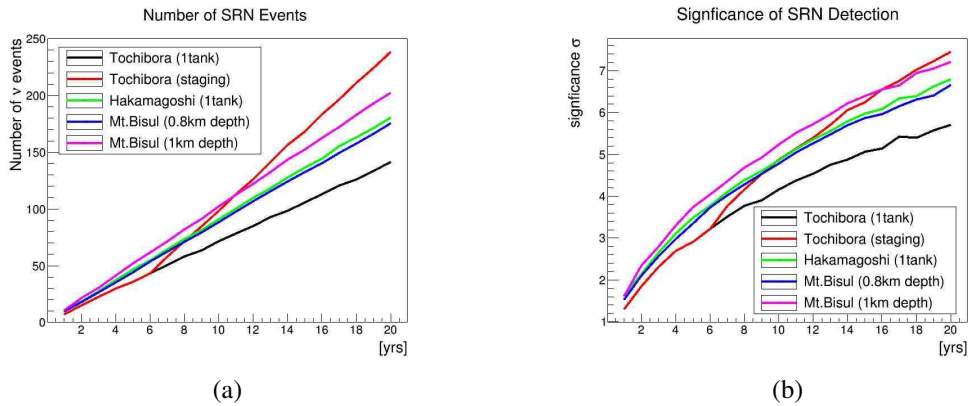 Number of SRN Events
Number of ν events
250
200
150
100
50
0
Tochibora (1tank)
Tochibora (staging)
Hakamagoshi (1tank)
Mt.Bisul (0.8km depth)
Mt.Bisul (1km depth)
2 4 6 8 10 12 14 16 18 20
[yrs]
(a)
Signficance of SRN Detection
signficance σ
7
6
5
4
3
2
1
Tochibora (1tank)
Tochibora (staging)
Hakamagoshi (1tank)
Mt.Bisul (0.8km depth)
Mt.Bisul (1km depth)
2 4 6 8 10 12 14 16 18 20
[yrs]
(b)